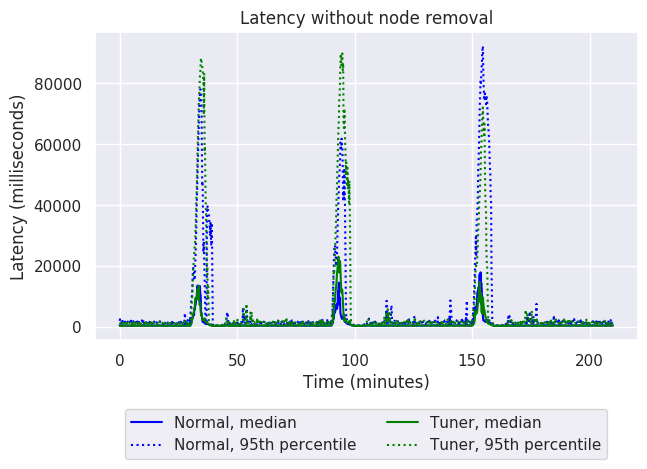 Latency without node removal
Latency (milliseconds)
80000
60000
40000
20000
0
0 50 100 150 200
Time (minutes)
Normal, median Tuner, median
Normal, 95th percentile Tuner, 95th percentile